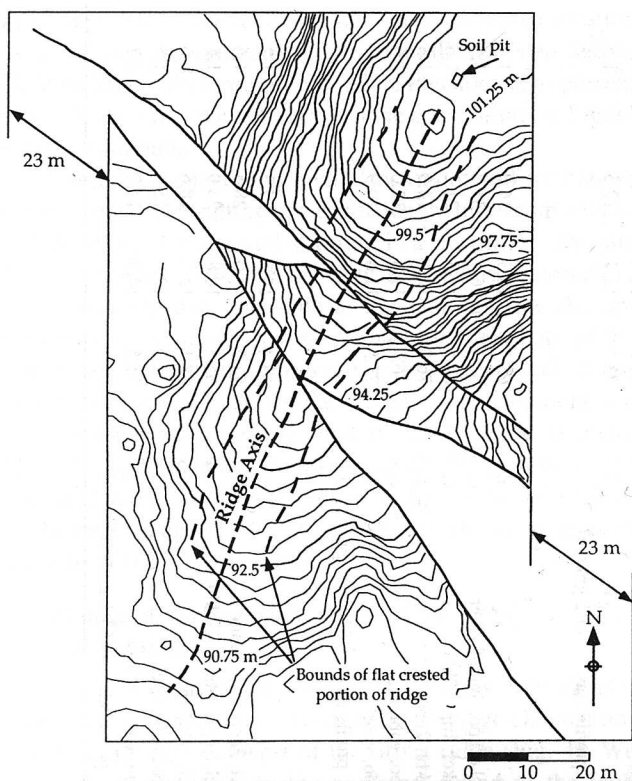 Soil pit
101.25 m
23 m
99.5
97.75
94.25
Ridge Axis
92.5
23 m
N
90.75 m
Bounds of flat crested
portion of ridge
0 10 20 m